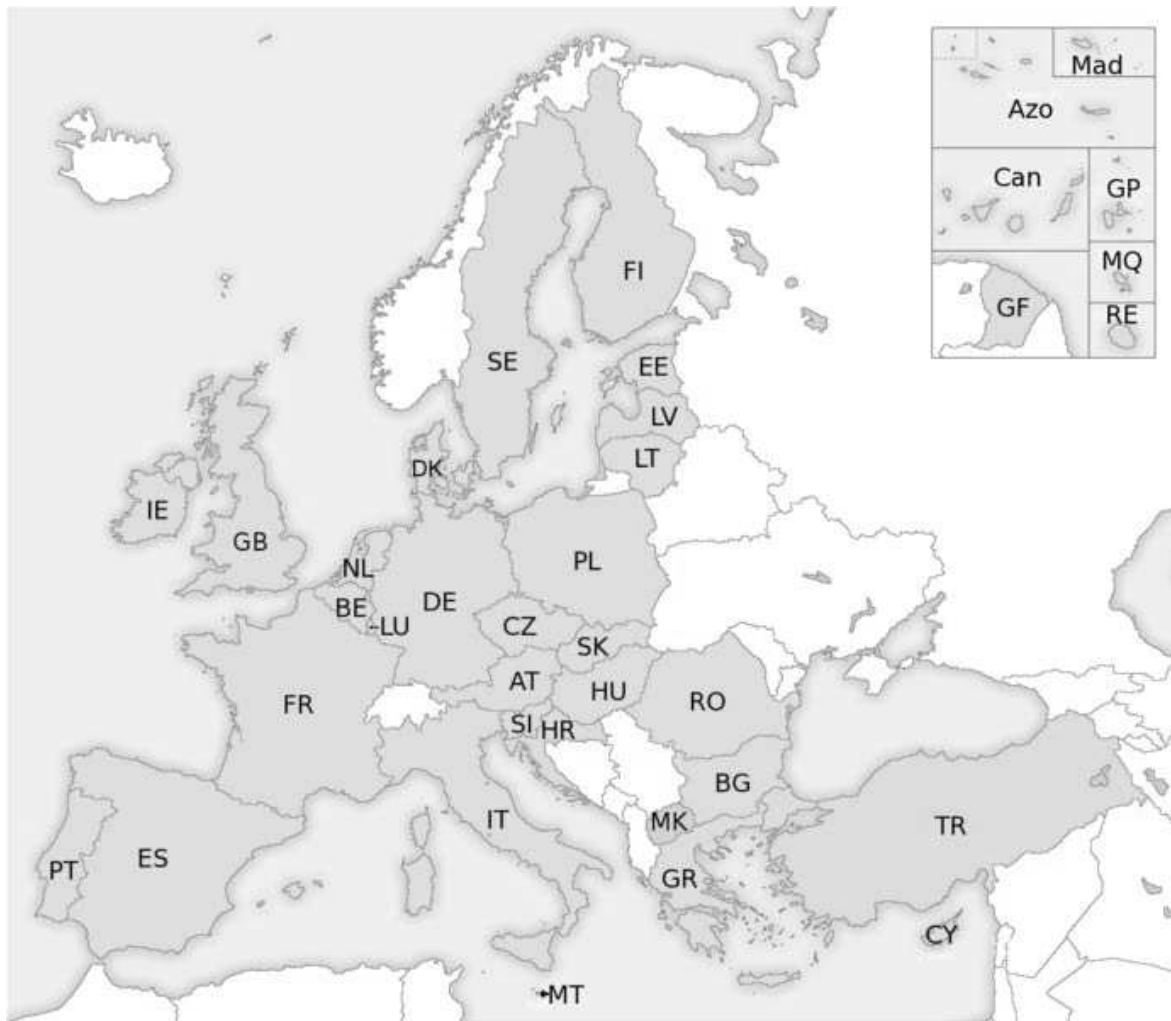 Mad
Azo
Can
GP
MQ
GF
RE
FI
SE
EE
LV
LT
DK
IE
GB
NL
PL
BE
DE
LU
CZ
SK
AT
HU
FR
RO
SI
HR
BG
IT
MK
TR
PT
ES
GR
CY
MT